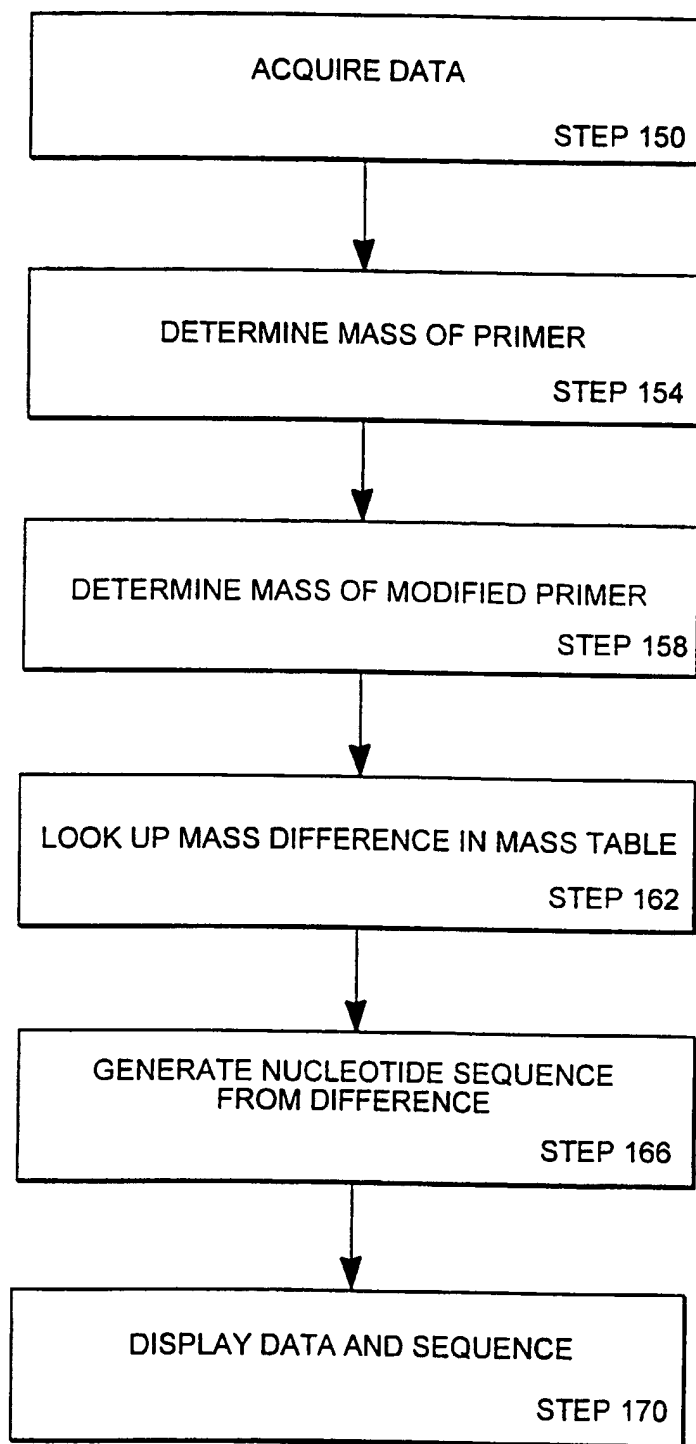 ACQUIRE DATA
STEP 150
DETERMINE MASS OF PRIMER
STEP 154
DETERMINE MASS OF MODIFIED PRIMER
STEP 158
LOOK UP MASS DIFFERENCE IN MASS TABLE
STEP 162
GENERATE NUCLEOTIDE SEQUENCE
FROM DIFFERENCE
STEP 166
DISPLAY DATA AND SEQUENCE
STEP 170